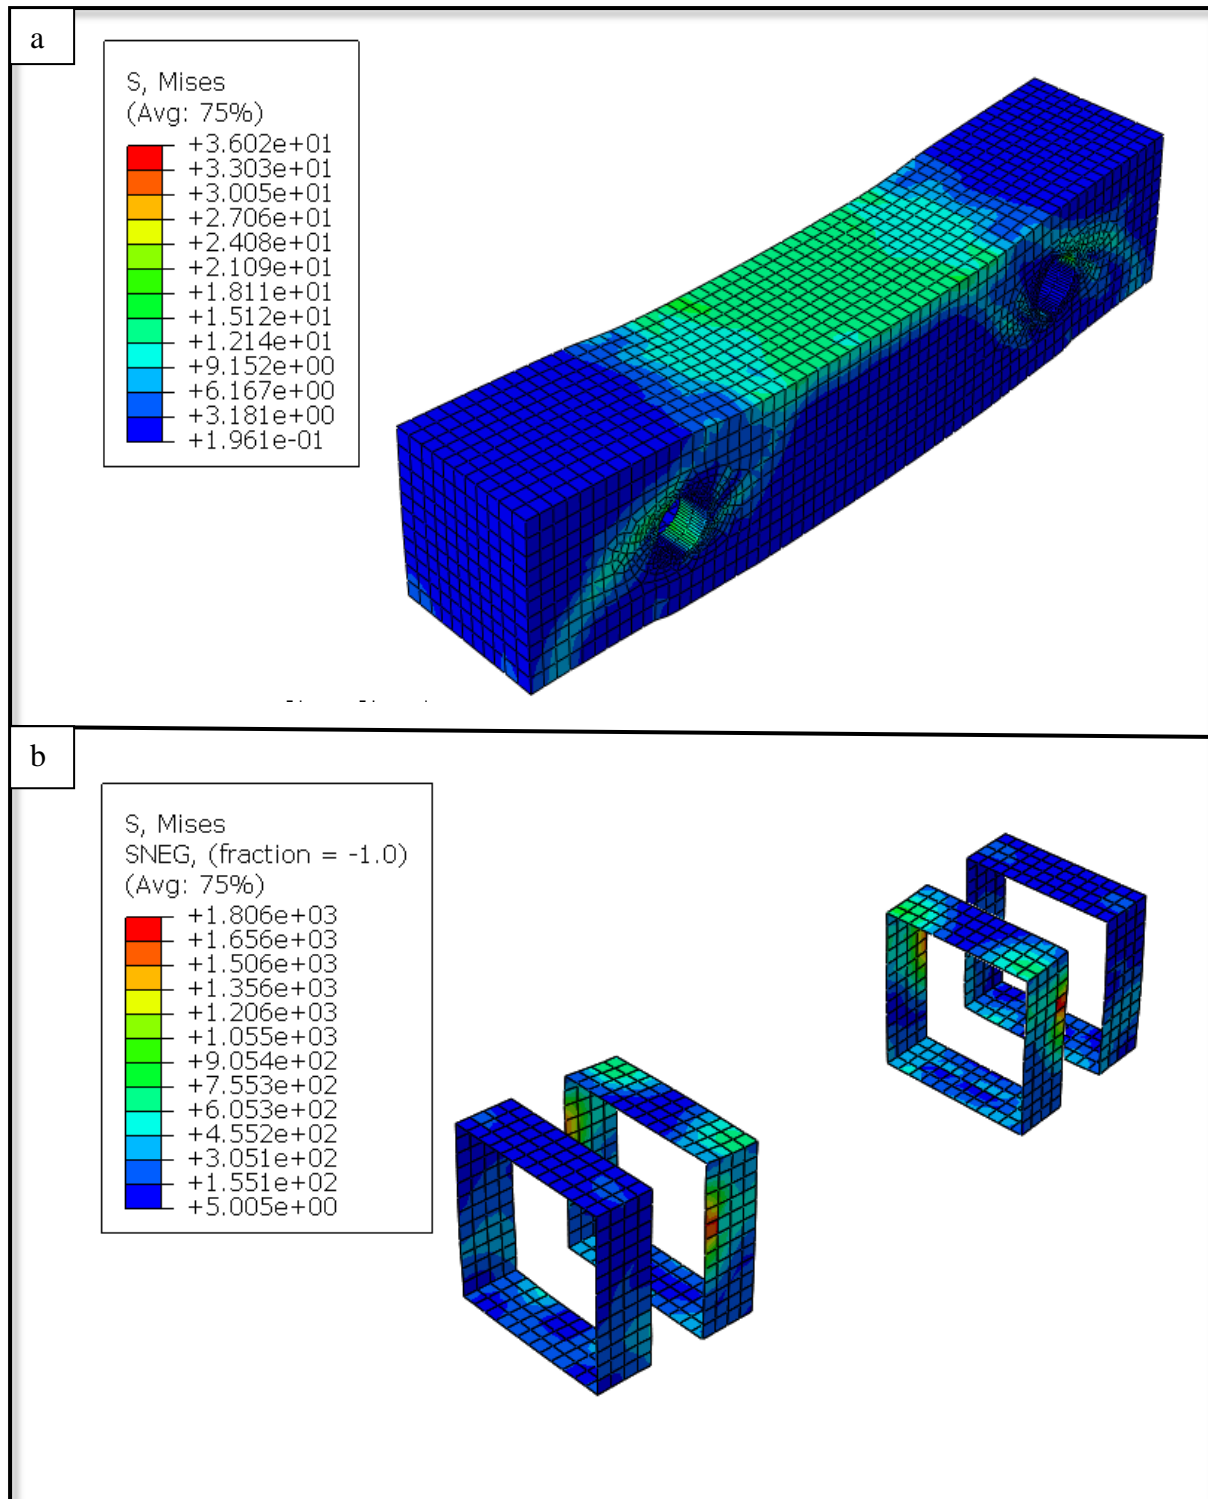 a
S, Mises
(Avg: 75%)
+3.602e+01
+3.303e+01
+3.005e+01
+2.706e+01
+2.408e+01
+2.109e+01
+1.811e+01
+1.512e+01
+1.214e+01
+9.152e+00
+6.167e+00
+3.181e+00
+1.961e-01
b
S, Mises
SNEG, (fraction = -1.0)
(Avg: 75%)
+1.806e+03
+1.656e+03
+1.506e+03
+1.356e+03
+1.206e+03
+1.055e+03
+9.054e+02
+7.553e+02
+6.053e+02
+4.552e+02
+3.051e+02
+1.551e+02
+5.005e+00